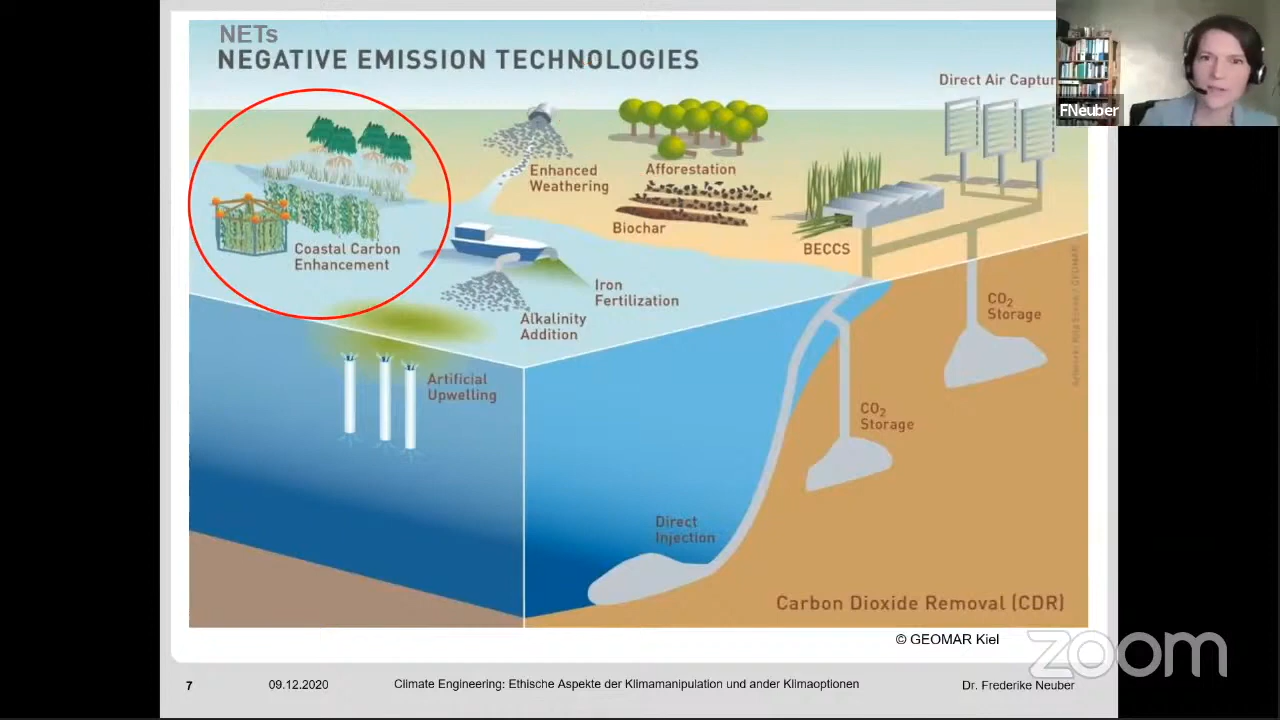 NETs
NEGATIVE EMISSION TECHNOLOGIES
Direct Air Captur
FNeuber
Enhanced
Weathering
Afforestation
Biochar
BECCS
Coastal Carbon
Enhancement
Iron
Fertilization
Alkalinity
Addition
CO₂
Storage
Artificial
Upwelling
CO₂
Storage
Direct
Injection
Carbon Dioxide Removal (CDR)
© GEOMAR Kiel
zoom
7
09.12.2020
Climate Engineering: Ethische Aspekte der Klimamanipulation und ander Klimaoptionen
Dr. Frederike Neuber